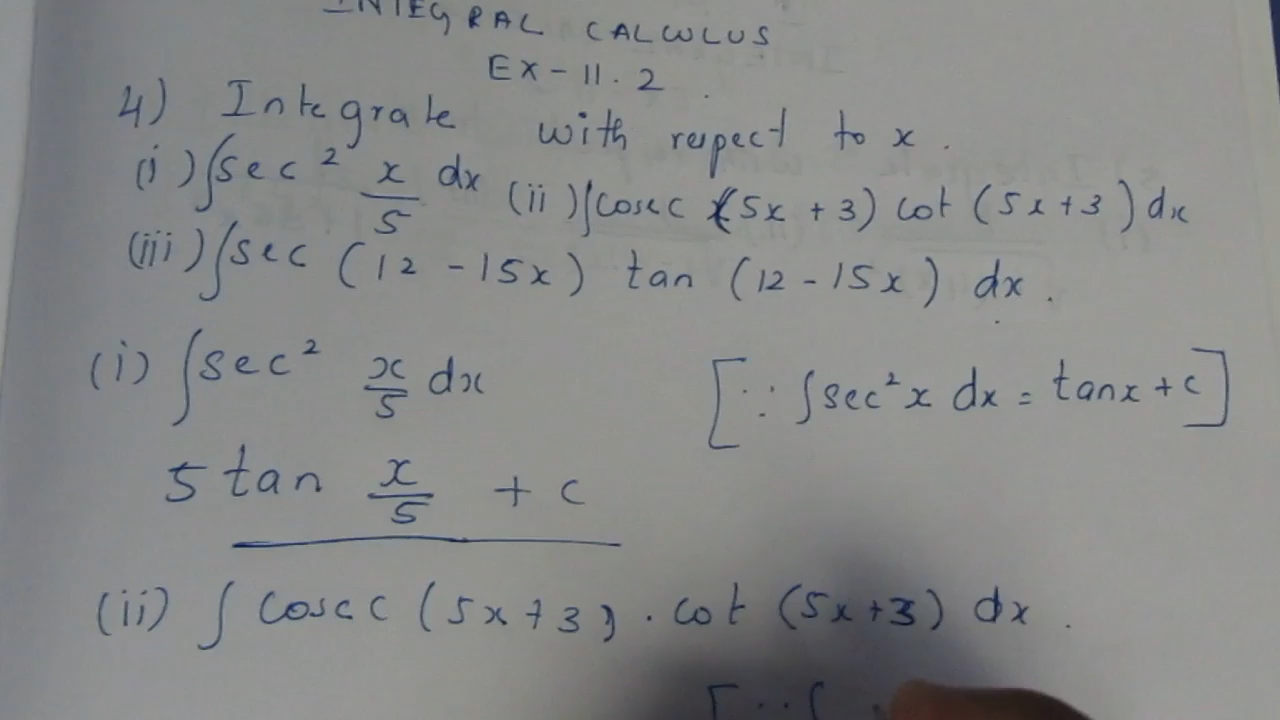 INTEGRAL CALCULUS
EX-11.2
4) Integrate with respect to x.
(i) ∫sec² x/5 dx (ii) ∫cosec (5x+3) cot (5x+3) dx
(iii) ∫sec (12-15x) tan (12-15x) dx.
(i) ∫sec² x/5 dx [∵ ∫sec²x dx = tanx + c]
5 tan x/5 + c
(ii) ∫ cosec (5x+3) . cot (5x+3) dx.
[∵ ∫